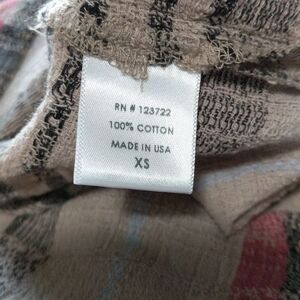 RN # 123722
100% COTTON
MADE IN USA
XS